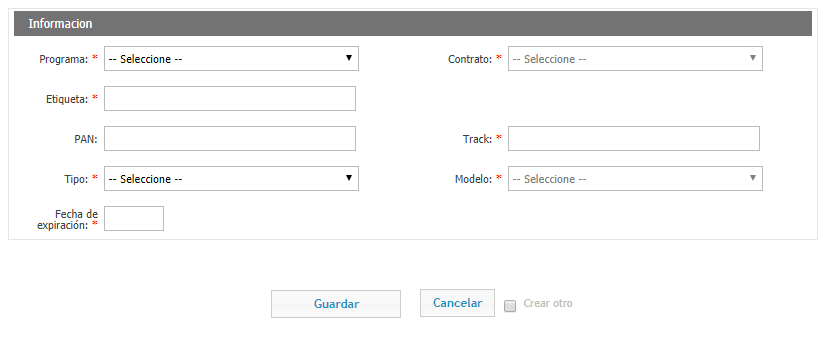 Informacion
Programa: * -- Seleccione -- Contrato: * -- Seleccione --
Etiqueta: *
PAN: Track: *
Tipo: * -- Seleccione -- Modelo: * -- Seleccione --
Fecha de
expiración: *
Guardar Cancelar Crear otro